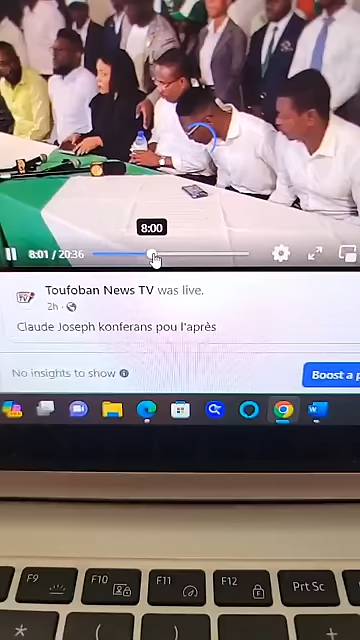 8:00
8:01 / 20:36
TV
Toufoban News TV was live.
2h
Claude Joseph konferans pou l'après
No insights to show
Boost a p
W
F9
F10
F11
F12
Prt Sc
*
(
)
+